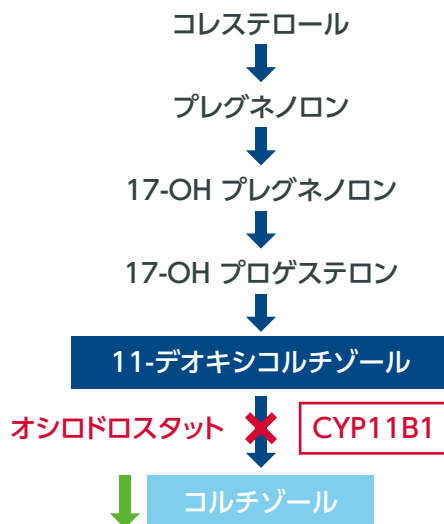 コレステロール
プレグネノロン
17-OH プレグネノロン
17-OH プロゲステロン
11-デオキシコルチゾール
オシロドロスタット CYP11B1
コルチゾール